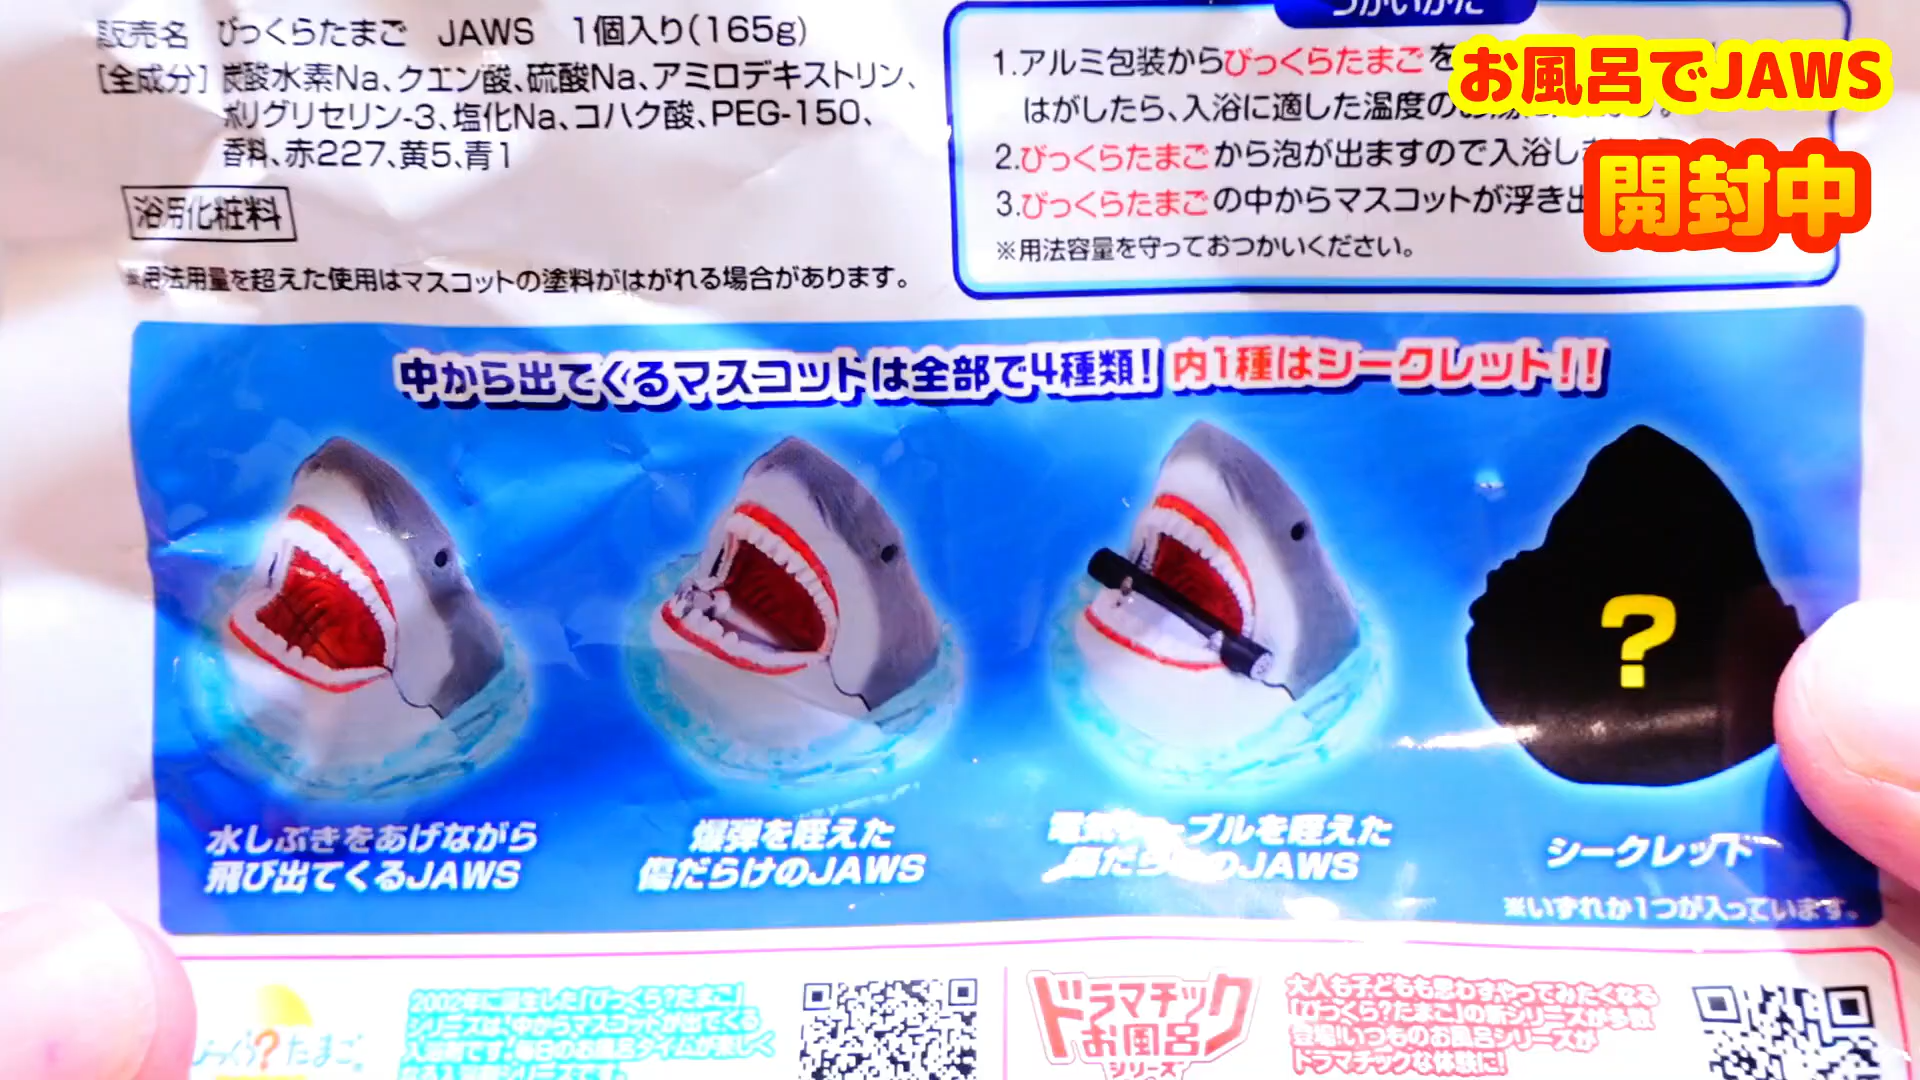 販売名 びっくらたまご JAWS 1個入り(165g)
[全成分] 炭酸水素Na、クエン酸、硫酸Na、アミロデキストリン、
ポリグリセリン-3、塩化Na、コハク酸、PEG-150、
香料、赤227、黄5、青1
浴用化粧料
※用法用量を超えた使用はマスコットの塗料がはがれる場合があります。
つかいかた
1.アルミ包装からびっくらたまごを
はがしたら、入浴に適した温度の
2.びっくらたまごから泡が出ますので入浴し
3.びっくらたまごの中からマスコットが浮き出
※用法容量を守っておつかいください。
お風呂でJAWS
開封中
中から出てくるマスコットは全部で4種類!内1種はシークレット!!
水しぶきをあげながら
飛び出てくるJAWS
爆弾を咥えた
傷だらけのJAWS
電気ケーブルを咥えた
傷だらけのJAWS
?
シークレット
※いずれか1つが入っています。
びっくら?たまご
2002年に誕生した「びっくら?たまご」
シリーズは、中からマスコットが出てくる
入浴剤です。毎日のお風呂タイムが楽しく
なる入浴剤シリーズです。
ドラマチック
お風呂
シリーズ
大人も子どもも思わずやってみたくなる
「びっくら?たまご」の新シリーズが多数
登場!いつものお風呂シリーズが
ドラマチックな体験に!